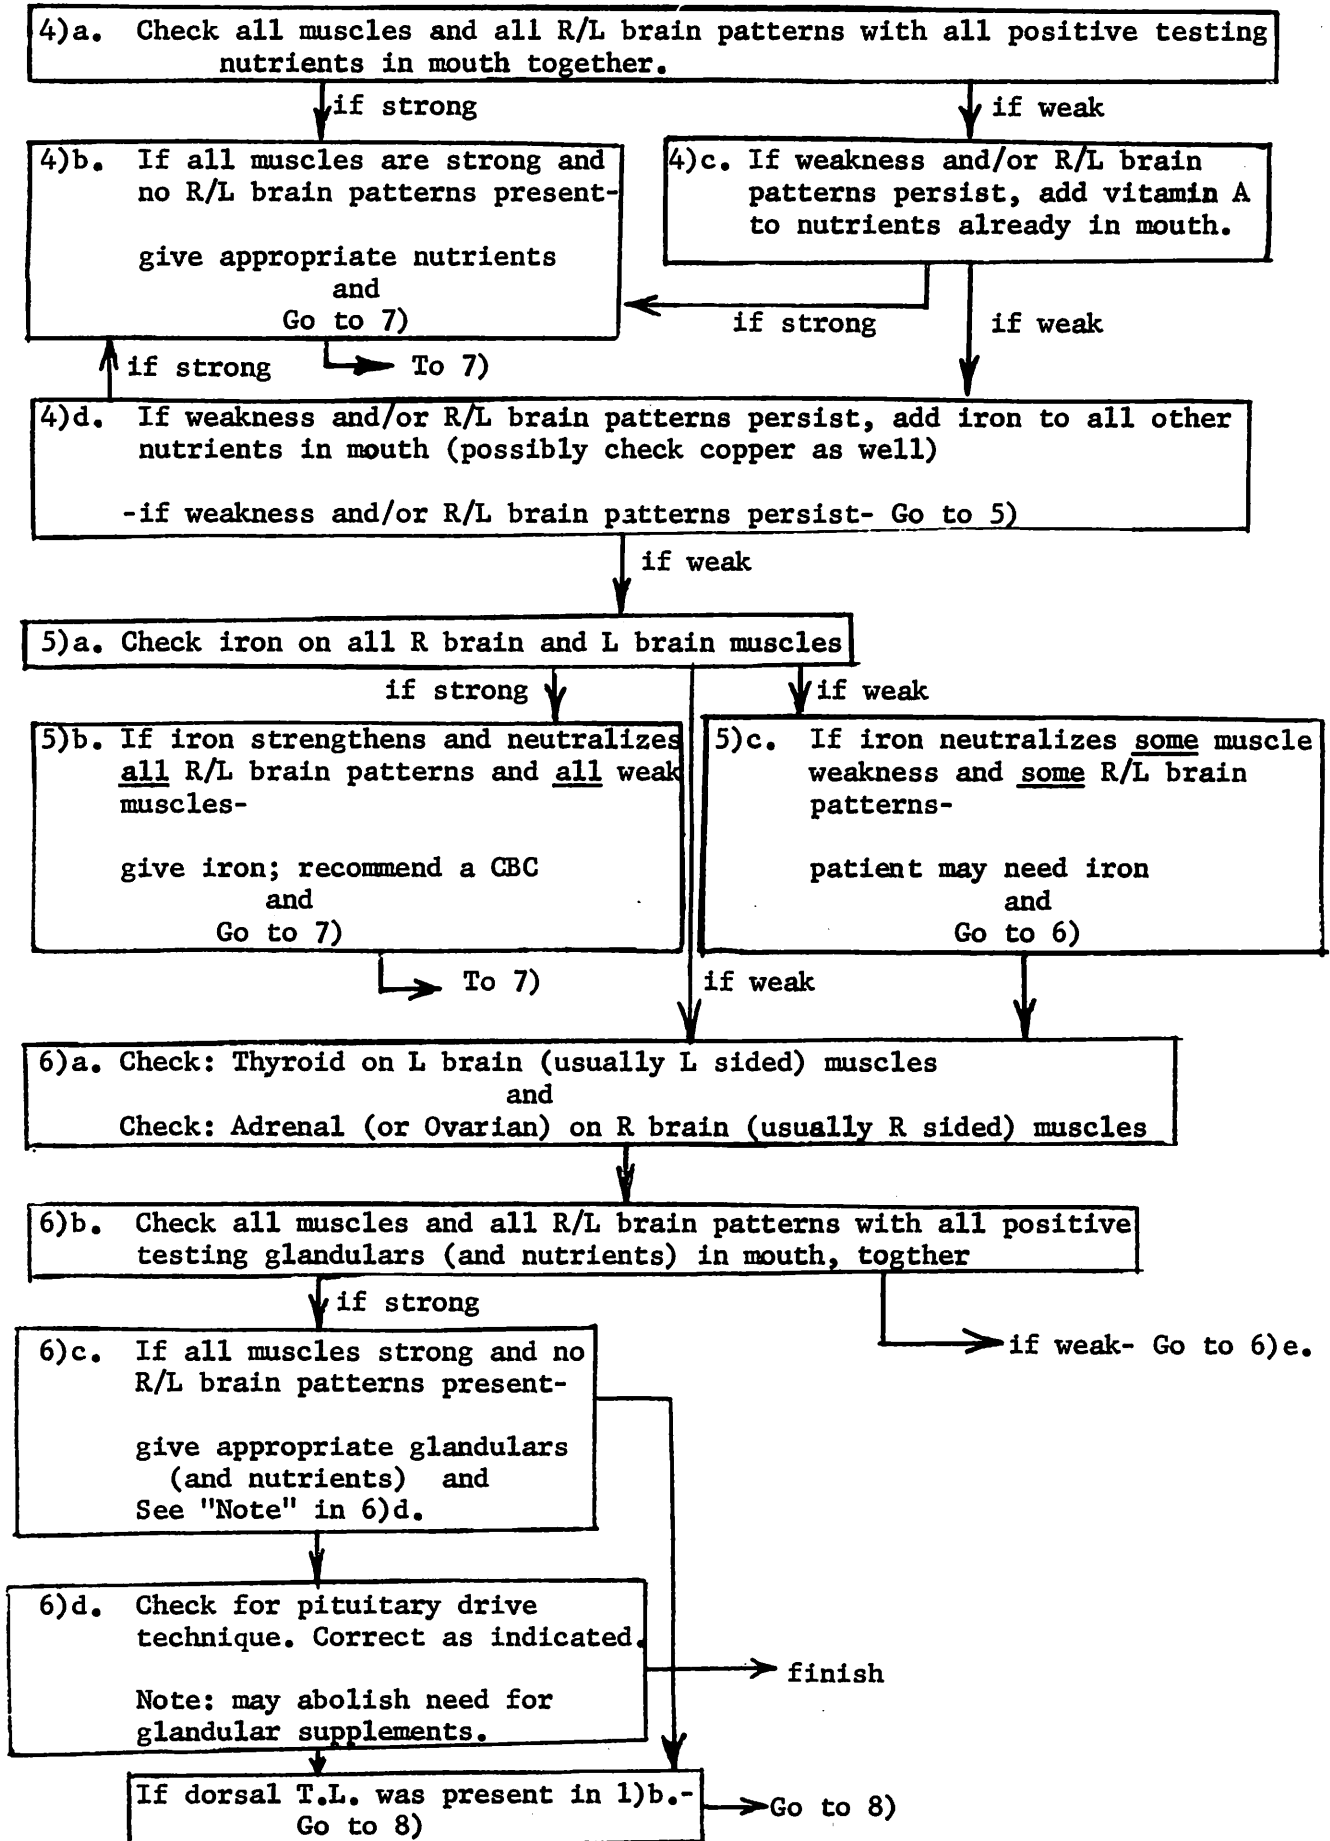 4)a. Check all muscles and all R/L brain patterns with all positive testing
nutrients in mouth together.
if strong
if weak
4)b. If all muscles are strong and
no R/L brain patterns present-
give appropriate nutrients
and
Go to 7)
4)c. If weakness and/or R/L brain
patterns persist, add vitamin A
to nutrients already in mouth.
if strong
if weak
if strong
To 7)
4)d. If weakness and/or R/L brain patterns persist, add iron to all other
nutrients in mouth (possibly check copper as well)
-if weakness and/or R/L brain patterns persist- Go to 5)
if weak
5)a. Check iron on all R brain and L brain muscles
if strong
if weak
5)b. If iron strengthens and neutralizes
all R/L brain patterns and all weak
muscles-
give iron; recommend a CBC
and
Go to 7)
5)c. If iron neutralizes some muscle
weakness and some R/L brain
patterns-
patient may need iron
and
Go to 6)
To 7)
if weak
6)a. Check: Thyroid on L brain (usually L sided) muscles
and
Check: Adrenal (or Ovarian) on R brain (usually R sided) muscles
6)b. Check all muscles and all R/L brain patterns with all positive
testing glandulars (and nutrients) in mouth, togther
if strong
if weak- Go to 6)e.
6)c. If all muscles strong and no
R/L brain patterns present-
give appropriate glandulars
(and nutrients) and
See "Note" in 6)d.
6)d. Check for pituitary drive
technique. Correct as indicated.
Note: may abolish need for
glandular supplements.
finish
If dorsal T.L. was present in 1)b.-
Go to 8)
Go to 8)